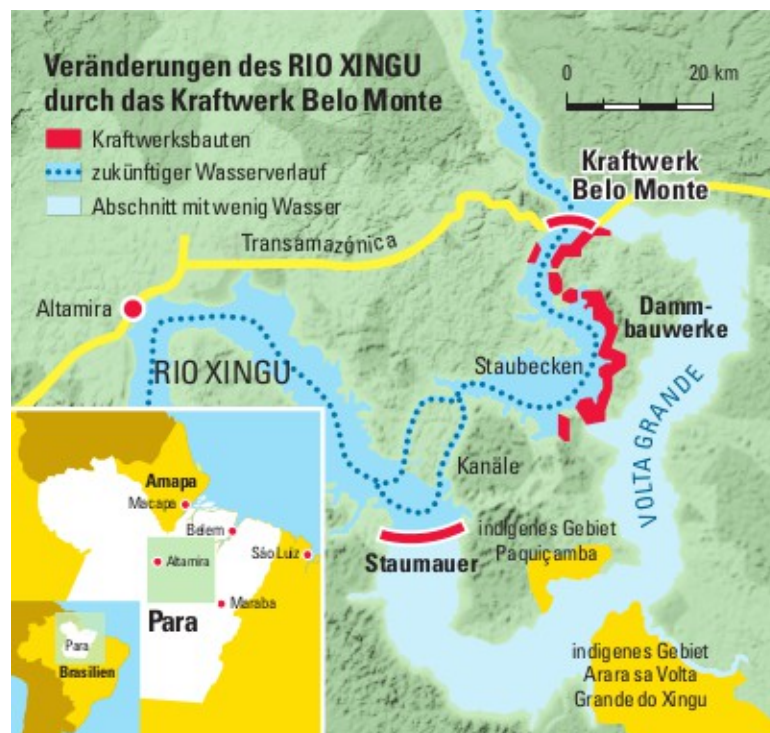 Veränderungen des RIO XINGU
durch das Kraftwerk Belo Monte
Kraftwerksbauten
zukünftiger Wasserverlauf
Abschnitt mit wenig Wasser
0 20 km
Kraftwerk
Belo Monte
Transamazónica
Altamira
Damm-
bauwerke
RIO XINGU
Staubecken
VOLTA GRANDE
Kanäle
Staumauer
indigenes Gebiet
Paquiçamba
indigenes Gebiet
Arara sa Volta
Grande do Xingu
Amapa
Macapa
Belem
São Luiz
Altamira
Maraba
Para
Para
Brasilien